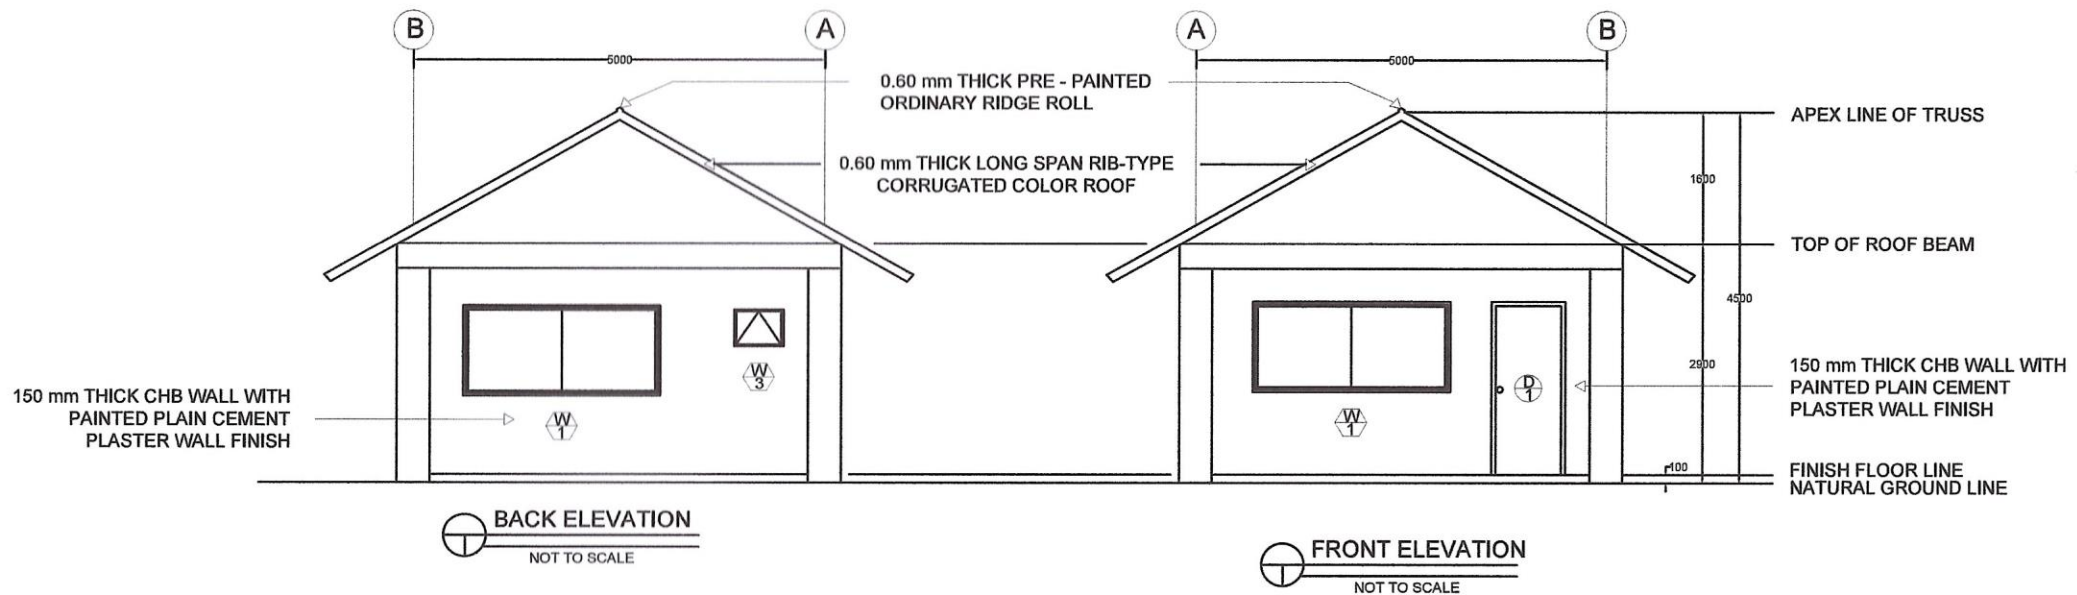 B
A
A
B
5000
5000
0.60 mm THICK PRE - PAINTED
ORDINARY RIDGE ROLL
APEX LINE OF TRUSS
0.60 mm THICK LONG SPAN RIB-TYPE
CORRUGATED COLOR ROOF
1600
TOP OF ROOF BEAM
4500
2900
150 mm THICK CHB WALL WITH
PAINTED PLAIN CEMENT
PLASTER WALL FINISH
W
1
W
3
W
1
D
1
150 mm THICK CHB WALL WITH
PAINTED PLAIN CEMENT
PLASTER WALL FINISH
100
FINISH FLOOR LINE
NATURAL GROUND LINE
BACK ELEVATION
NOT TO SCALE
FRONT ELEVATION
NOT TO SCALE